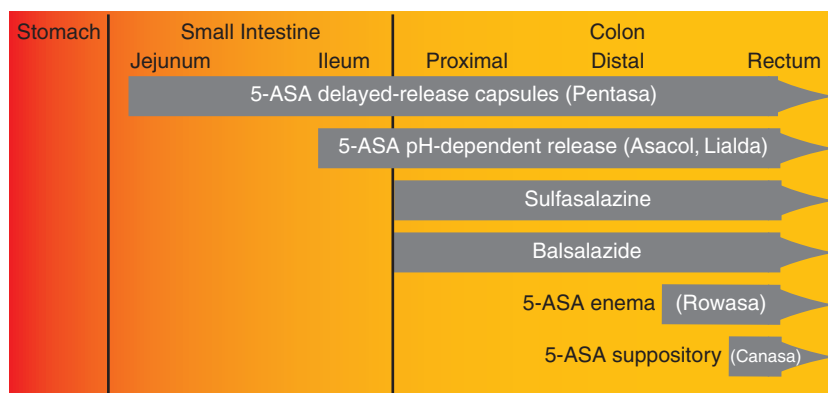 Stomach Small Intestine Colon
Jejunum Ileum Proximal Distal Rectum
5-ASA delayed-release capsules (Pentasa)
5-ASA pH-dependent release (Asacol, Lialda)
Sulfasalazine
Balsalazide
5-ASA enema (Rowasa)
5-ASA suppository (Canasa)